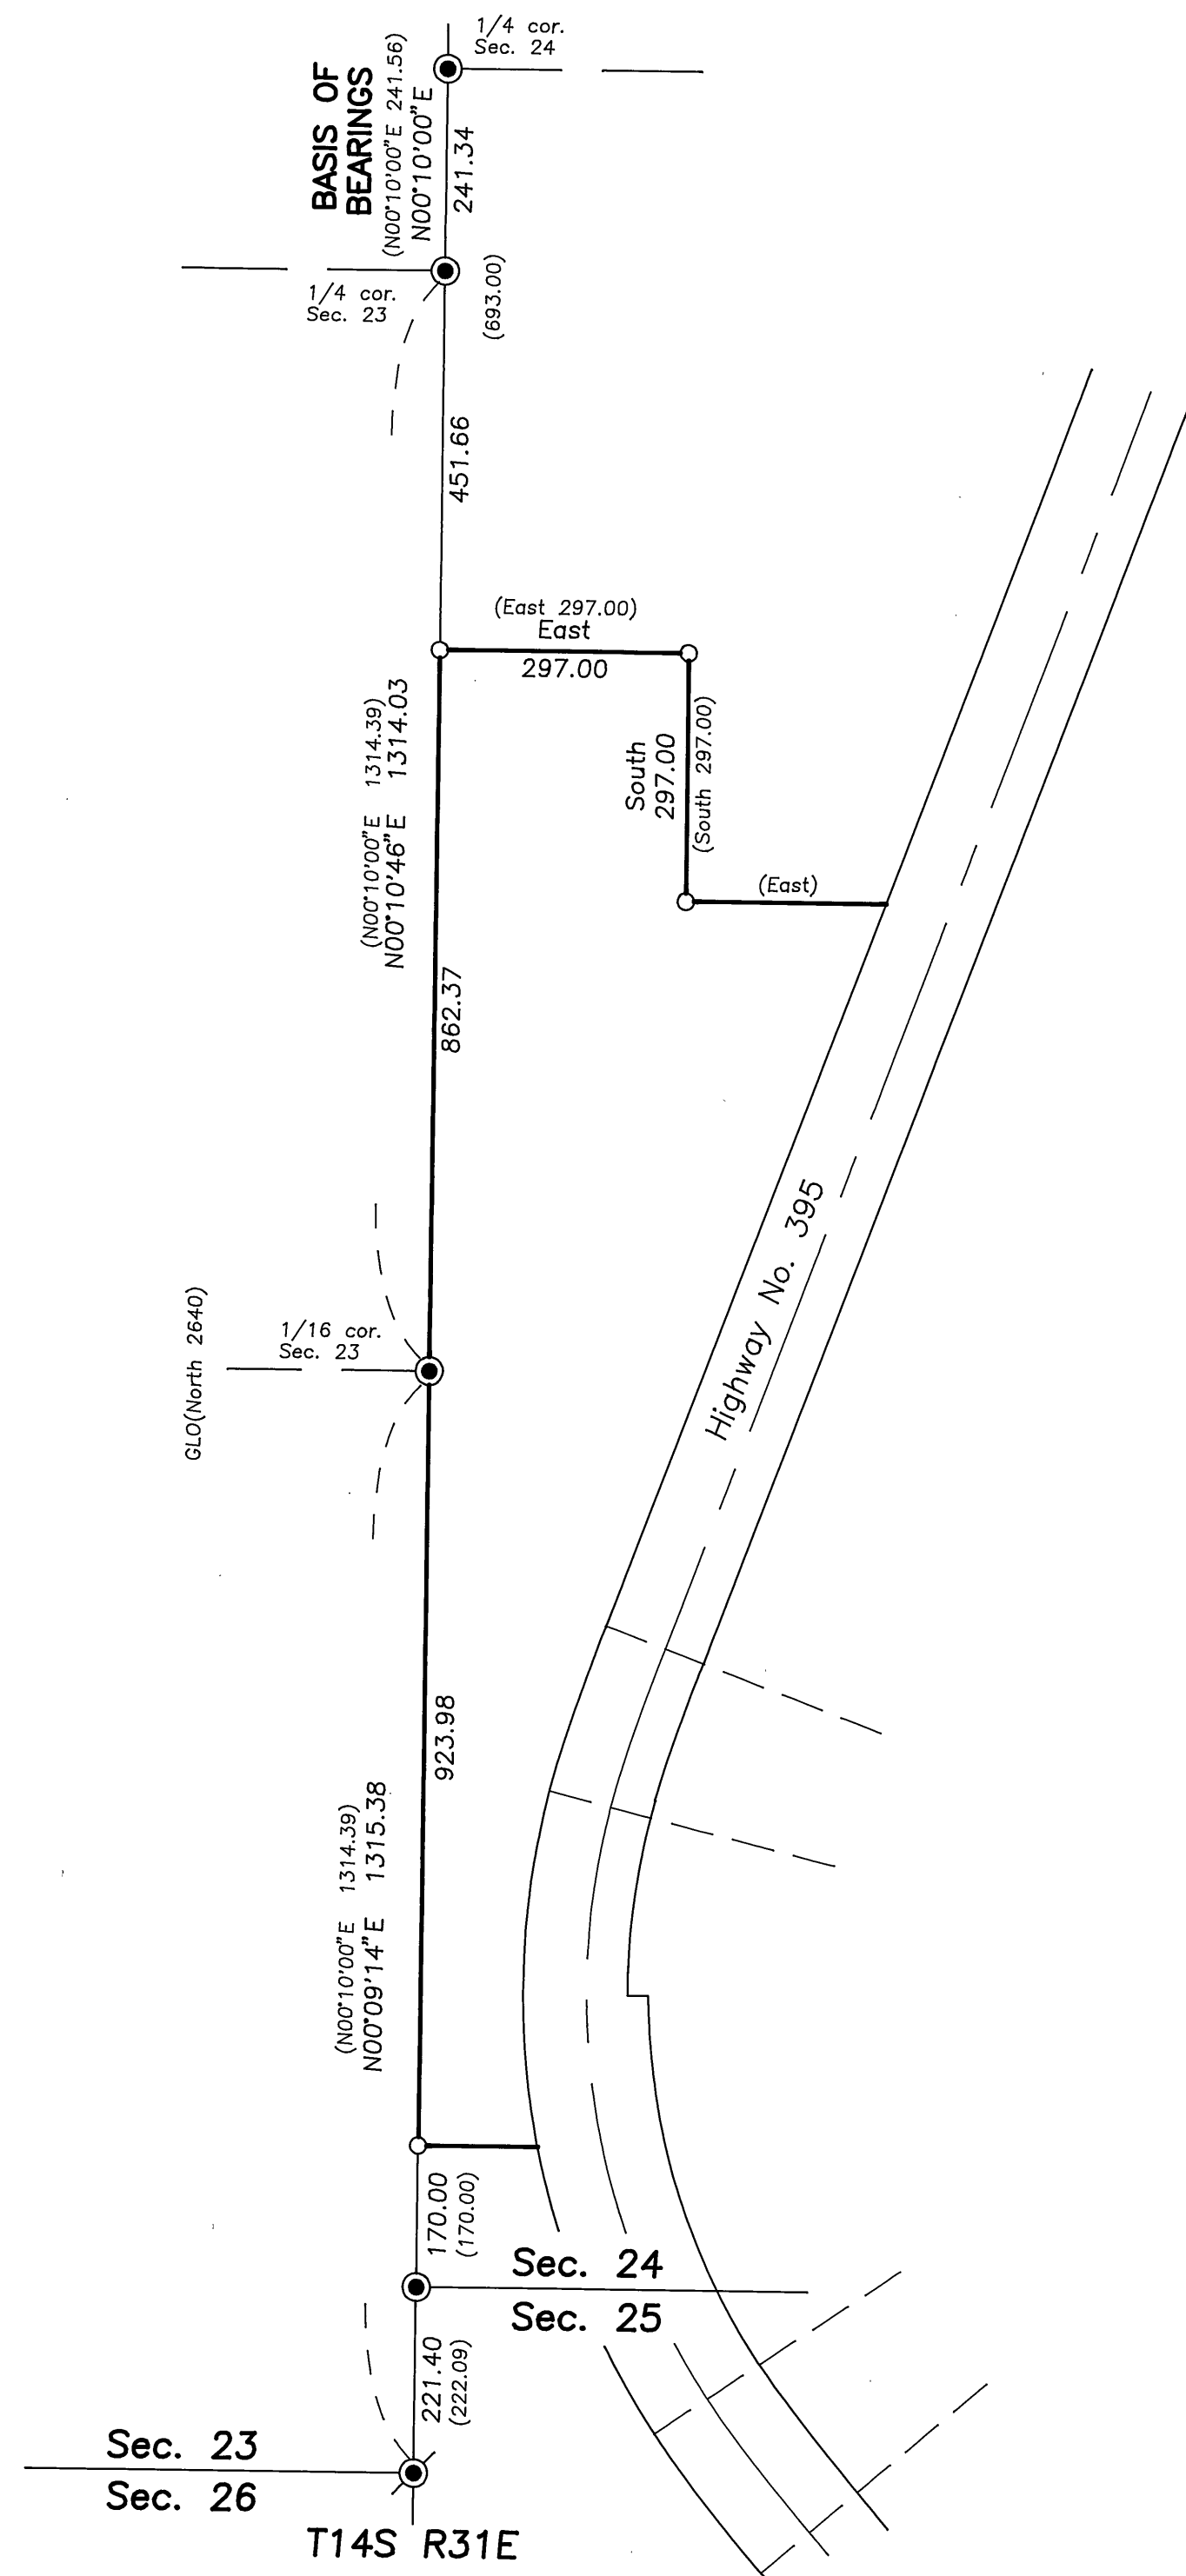 1/4 cor.
Sec. 24
BASIS OF
BEARINGS
(N00°10'00"E 241.56)
N00°10'00"E
241.34
1/4 cor.
Sec. 23
(693.00)
451.66
(East 297.00)
East
297.00
(N00°10'00"E 1314.39)
N00°10'46"E 1314.03
South
297.00
(South 297.00)
(East)
862.37
Highway No. 395
GLO(North 2640)
1/16 cor.
Sec. 23
923.98
(N00°10'00"E 1314.39)
N00°09'14"E 1315.38
170.00
(170.00)
Sec. 24
Sec. 25
221.40
(222.09)
Sec. 23
Sec. 26
T14S R31E